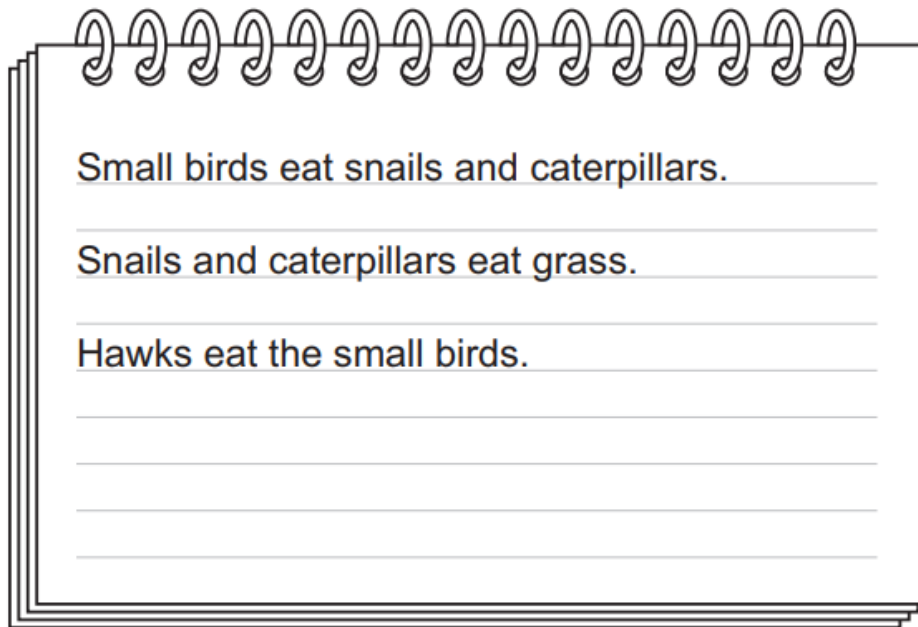 Small birds eat snails and caterpillars.
Snails and caterpillars eat grass.
Hawks eat the small birds.